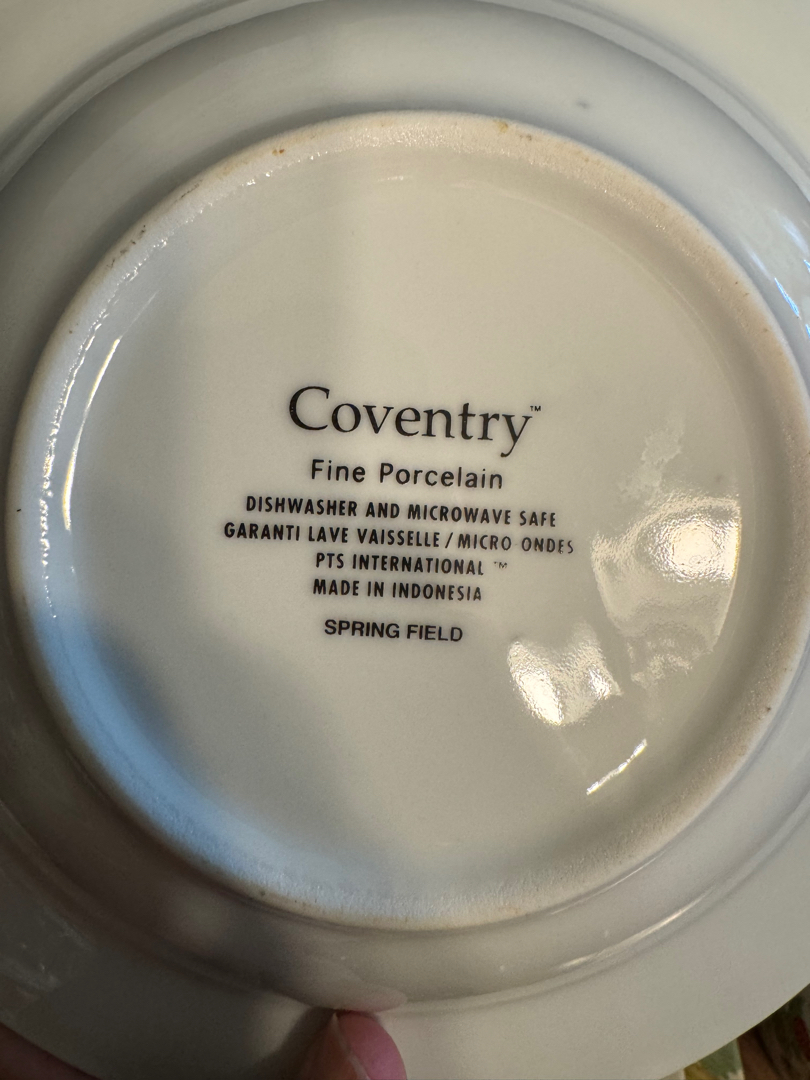 Coventry™
Fine Porcelain
DISHWASHER AND MICROWAVE SAFE
GARANTI LAVE VAISSELLE / MICRO ONDES
PTS INTERNATIONAL ™
MADE IN INDONESIA
SPRING FIELD